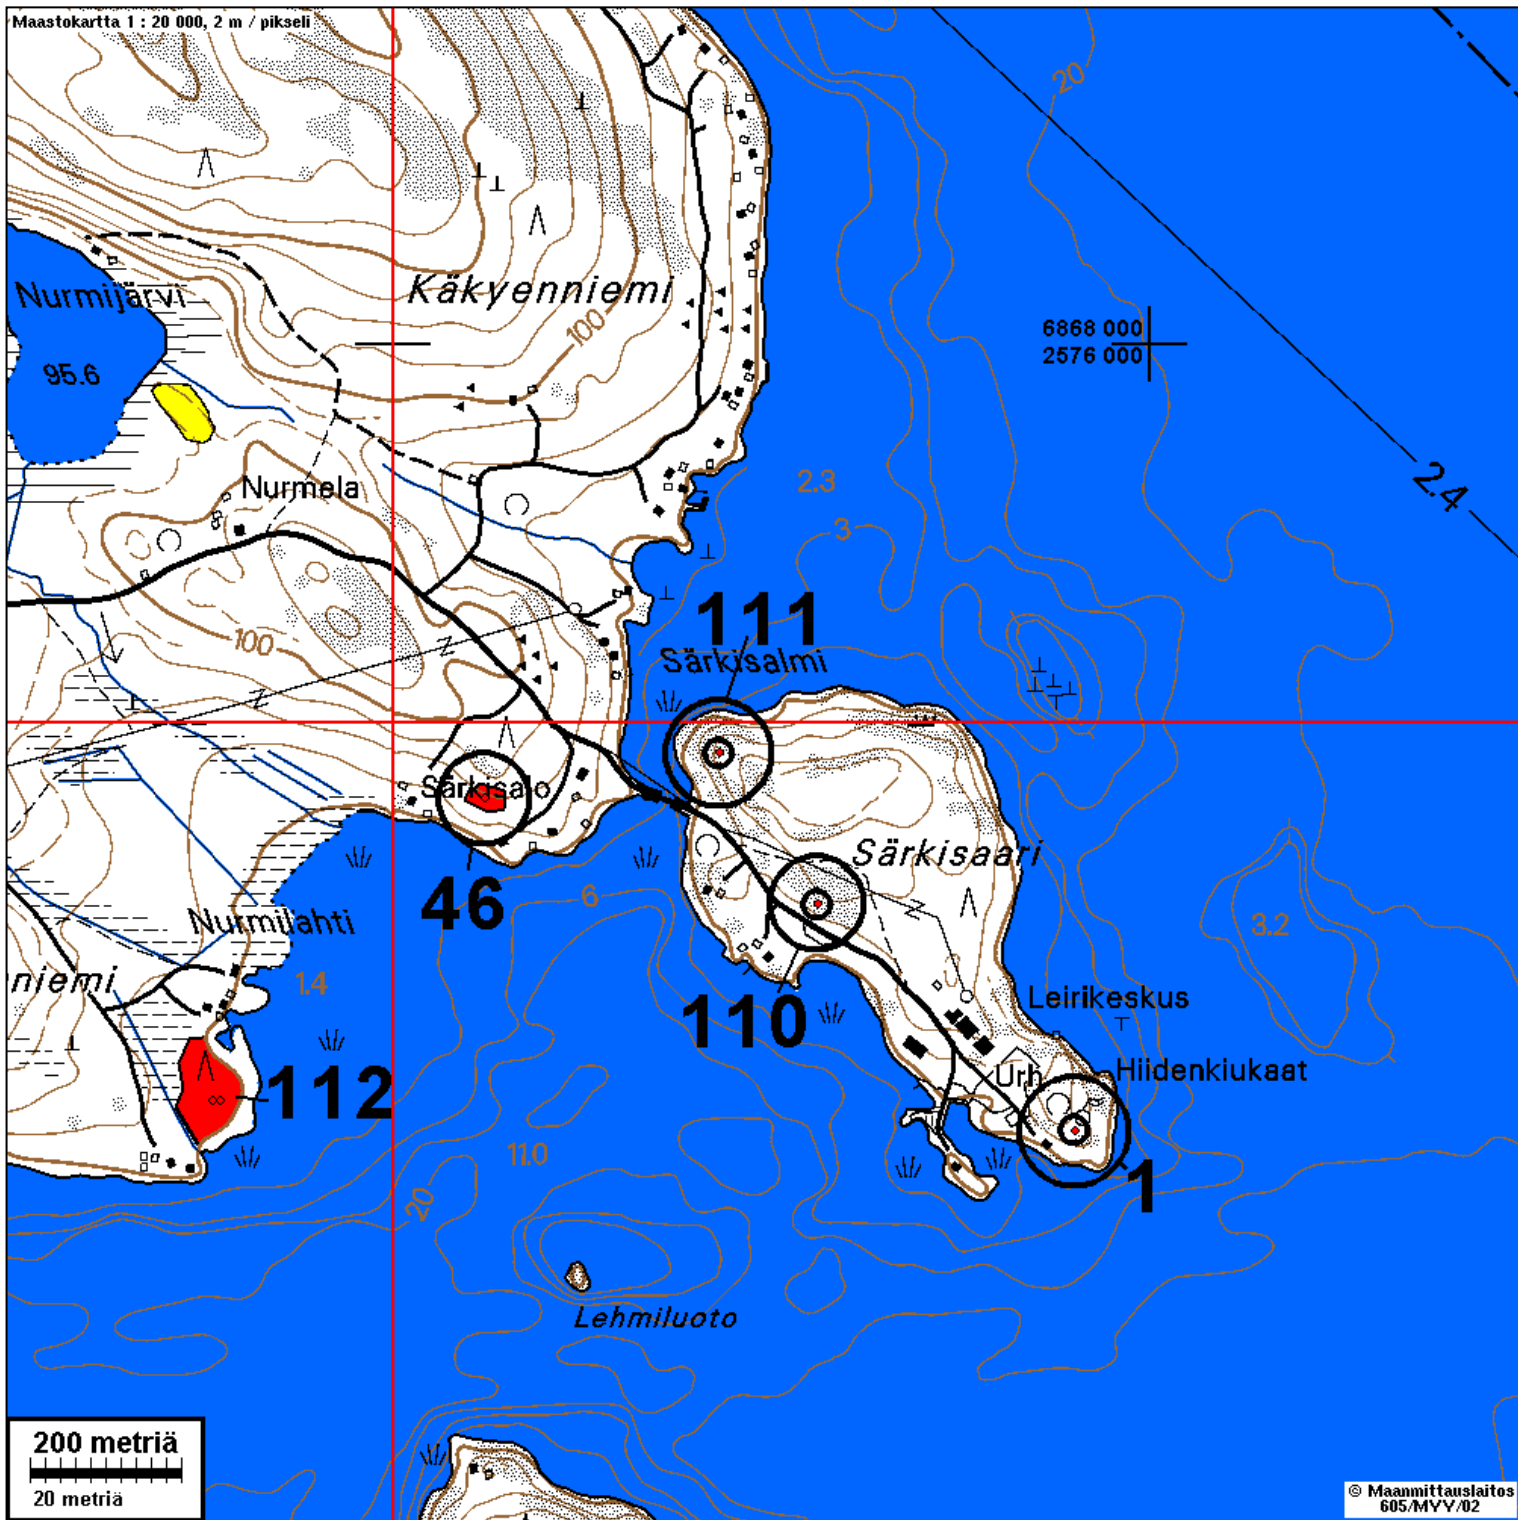 Maastokartta 1 : 20 000, 2 m / pikseli
20
Käkyenniemi
Nurmijärvi
100
6868 000
2576 000
95.6
2.4
2.3
Nurmela
3
111
100
Z
Särkisalmi
Z
Särkisalo
Särkisaari
46
6
Z
3.2
Nurmilahti
niemi
1.4
Leirikeskus
110
Urh
Hiidenkiukaat
112
11.0
1
20
Lehmiluoto
200 metriä
20 metriä
© Maanmittauslaitos
605/MYY/02